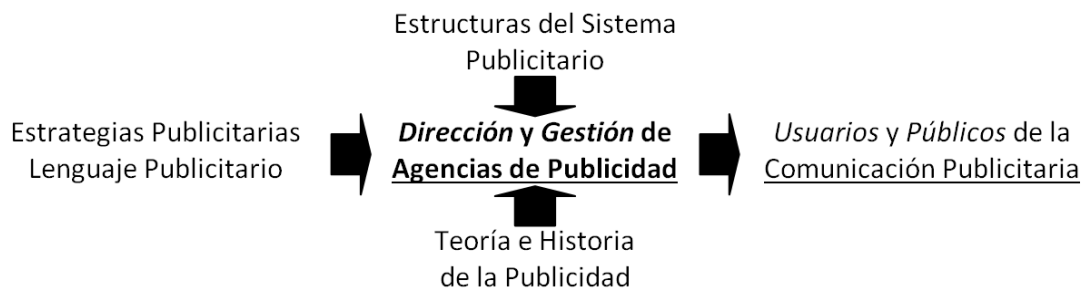 Estructuras del Sistema
Publicitario
Estrategias Publicitarias
Lenguaje Publicitario
Dirección y Gestión de
Agencias de Publicidad
Usuarios y Públicos de la
Comunicación Publicitaria
Teoría e Historia
de la Publicidad